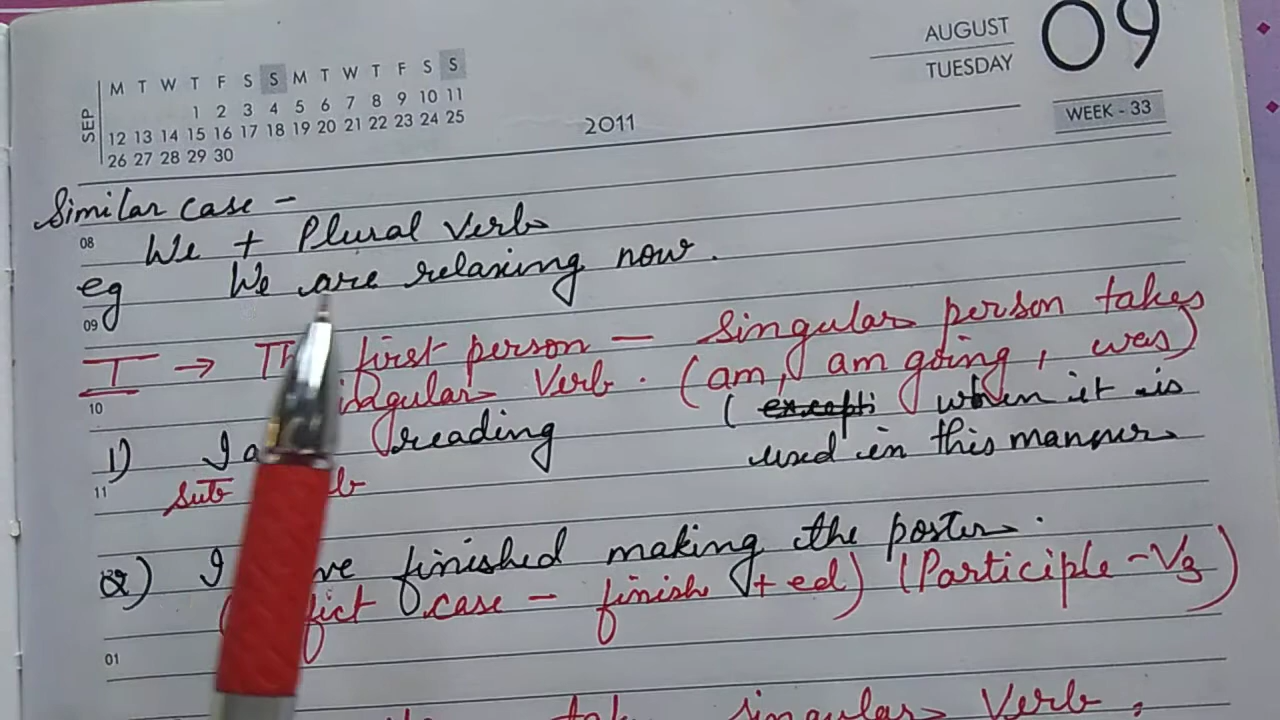 AUGUST
09
TUESDAY
WEEK - 33
M T W T F S S M T W T F S S
SEP
1 2 3 4 5 6 7 8 9 10 11
12 13 14 15 16 17 18 19 20 21 22 23 24 25
26 27 28 29 30
2011
Similar case -
08
We + Plural Verb
eg We are relaxing now.
09
I → first person - Singular person takes
Verb. (am, am going, was)
10
(when it is
1) I reading
used in this manner
11
Sub
2) I finished making the poster.
case - finish + ed) (Participle - V3)
01
singular Verb,